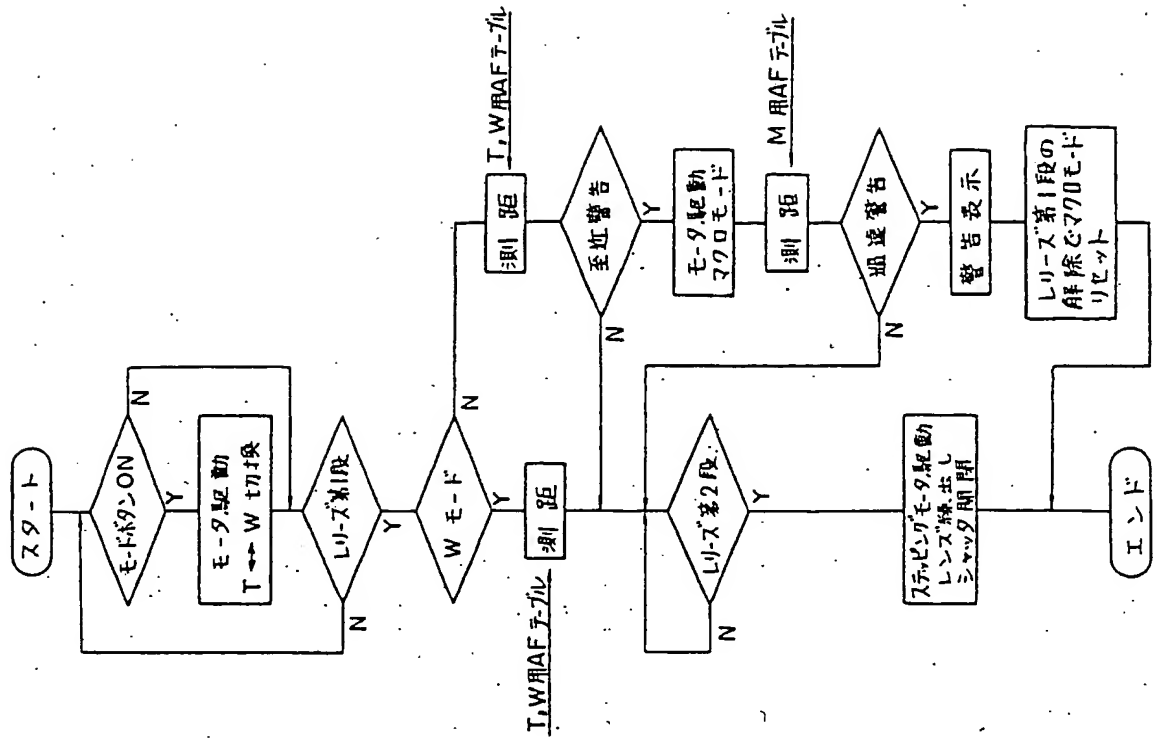 スタート
モードボタンON
Y
N
モータ駆動
T↔W切換
レリーズ第1段
Y
N
Wモード
Y
N
測距
T,W用AFテーブル
測距
T,W用AFテーブル
至近警告
Y
N
モータ駆動
マクロモード
測距
M用AFテーブル
過遠警告
Y
N
警告表示
レリーズ第1段の
解除でマクロモード
リセット
レリーズ第2段
Y
N
ステッピングモータ駆動
レンズ繰出し
シャッタ開閉
エンド